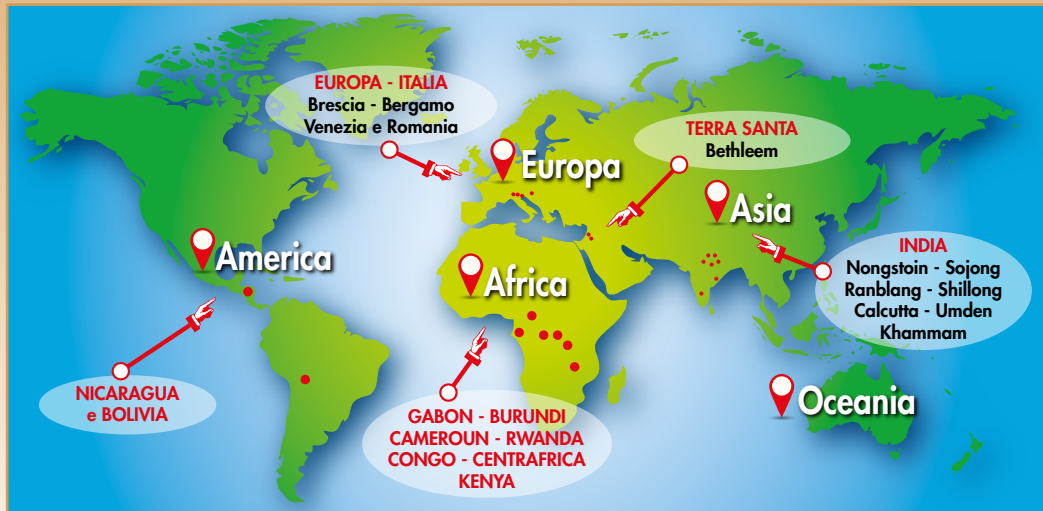 EUROPA - ITALIA
Brescia - Bergamo
Venezia e Romania
TERRA SANTA
Bethleem
Europa
Asia
America
Africa
INDIA
Nongstoin - Sojong
Ranblang - Shillong
Calcutta - Umden
Khammam
NICARAGUA
e BOLIVIA
GABON - BURUNDI
CAMEROUN - RWANDA
CONGO - CENTRAFRICA
KENYA
Oceania